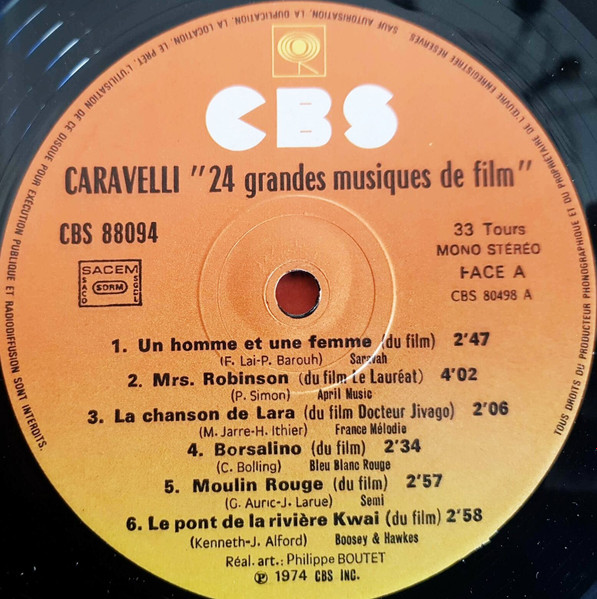 TOUS DROITS DU PRODUCTEUR PHONOGRAPHIQUE ET DU PROPRIÉTAIRE DE L'ŒUVRE ENREGISTRÉE RÉSERVÉS SAUF AUTORISATION, LA DUPLICATION, LA LOCATION, LE PRÊT, L'UTILISATION DE CE DISQUE POUR EXÉCUTION PUBLIQUE ET RADIODIFFUSION SONT INTERDITS.
CBS
CARAVELLI "24 grandes musiques de film"
CBS 88094
33 Tours
MONO STÉRÉO
FACE A
CBS 80498 A
SACEM
SACD
SDRM
SGDL
1. Un homme et une femme (du film) 2'47
(F. Lai-P. Barouh) Saravah
2. Mrs. Robinson (du film Le Lauréat) 4'02
(P. Simon) April Music
3. La chanson de Lara (du film Docteur Jivago) 2'06
(M. Jarre-H. Ithier) France Mélodie
4. Borsalino (du film) 2'34
(C. Bolling) Bleu Blanc Rouge
5. Moulin Rouge (du film) 2'57
(G. Auric-J. Larue) Semi
6. Le pont de la rivière Kwai (du film) 2'58
(Kenneth-J. Alford) Boosey & Hawkes
Réal. art.: Philippe BOUTET
℗ 1974 CBS INC.